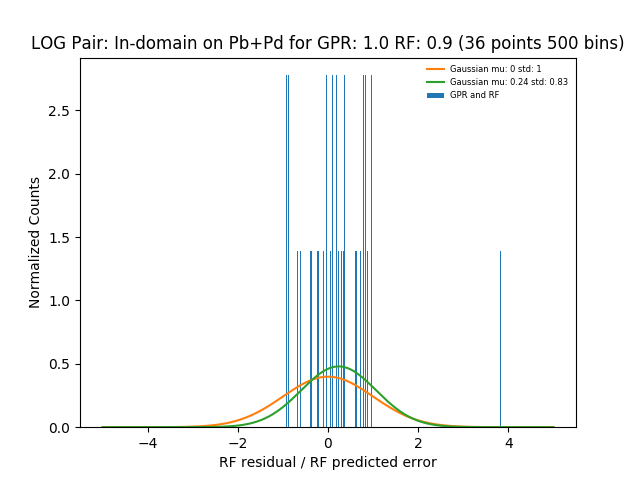 LOG Pair: In-domain on Pb+Pd for GPR: 1.0 RF: 0.9 (36 points 500 bins)
Gaussian mu: 0 std: 1
Gaussian mu: 0.24 std: 0.83
GPR and RF
Normalized Counts
2.5
2.0
1.5
1.0
0.5
0.0
−4
−2
0
2
4
RF residual / RF predicted error